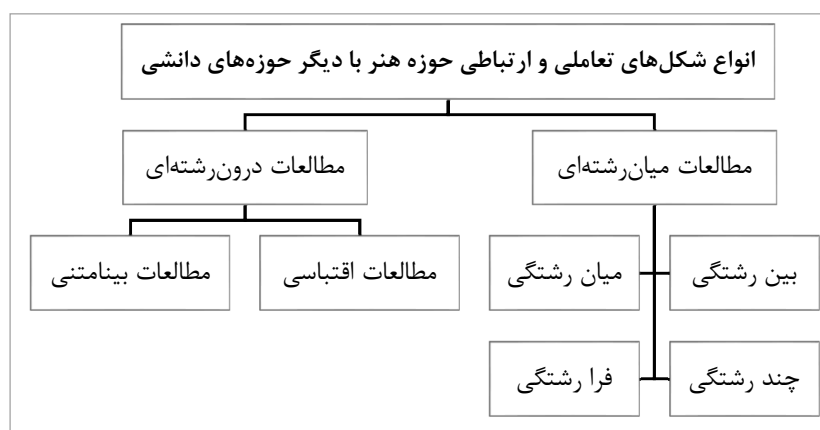 انواع شکل‌های تعاملی و ارتباطی حوزه هنر با دیگر حوزه‌های دانشی
مطالعات میان‌رشته‌ای
مطالعات درون‌رشته‌ای
بین رشتگی
میان رشتگی
مطالعات اقتباسی
مطالعات بینامتنی
چند رشتگی
فرا رشتگی